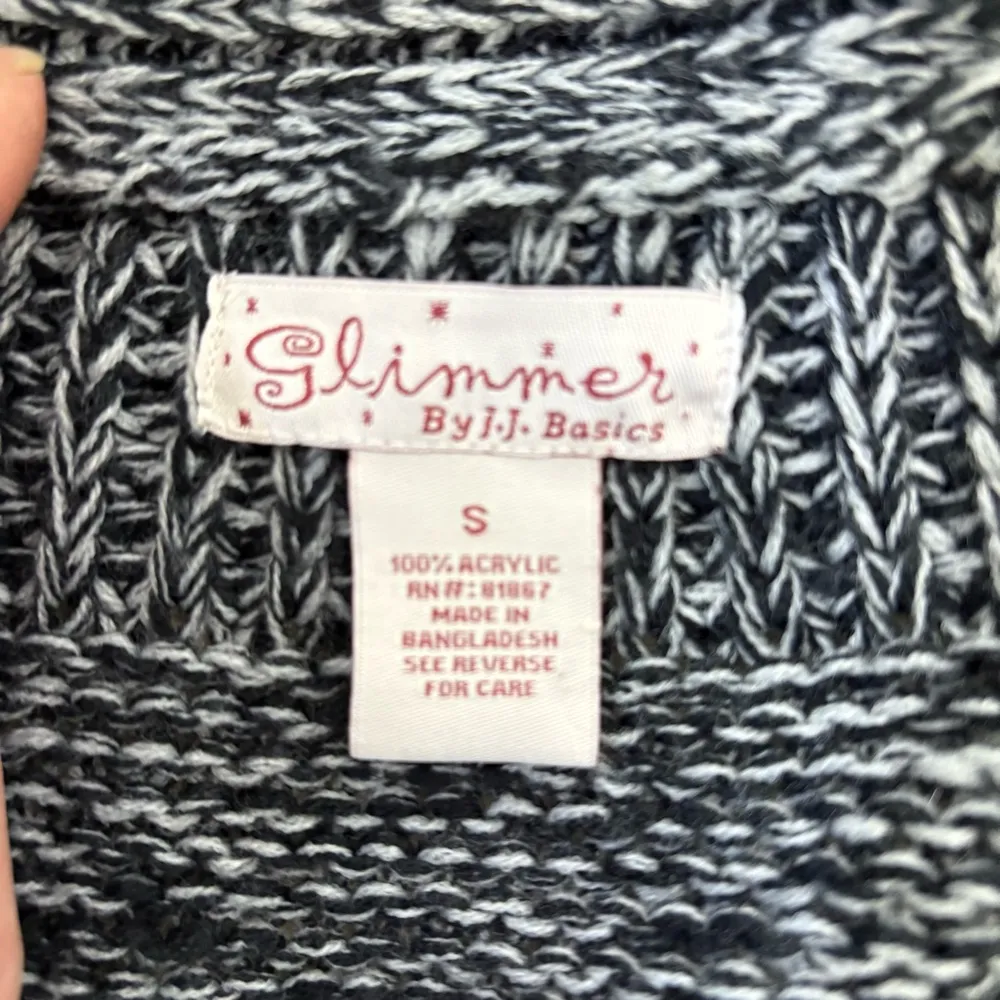 Glimmer
By J.J. Basics
S
100% ACRYLIC
RN#:81867
MADE IN
BANGLADESH
SEE REVERSE
FOR CARE